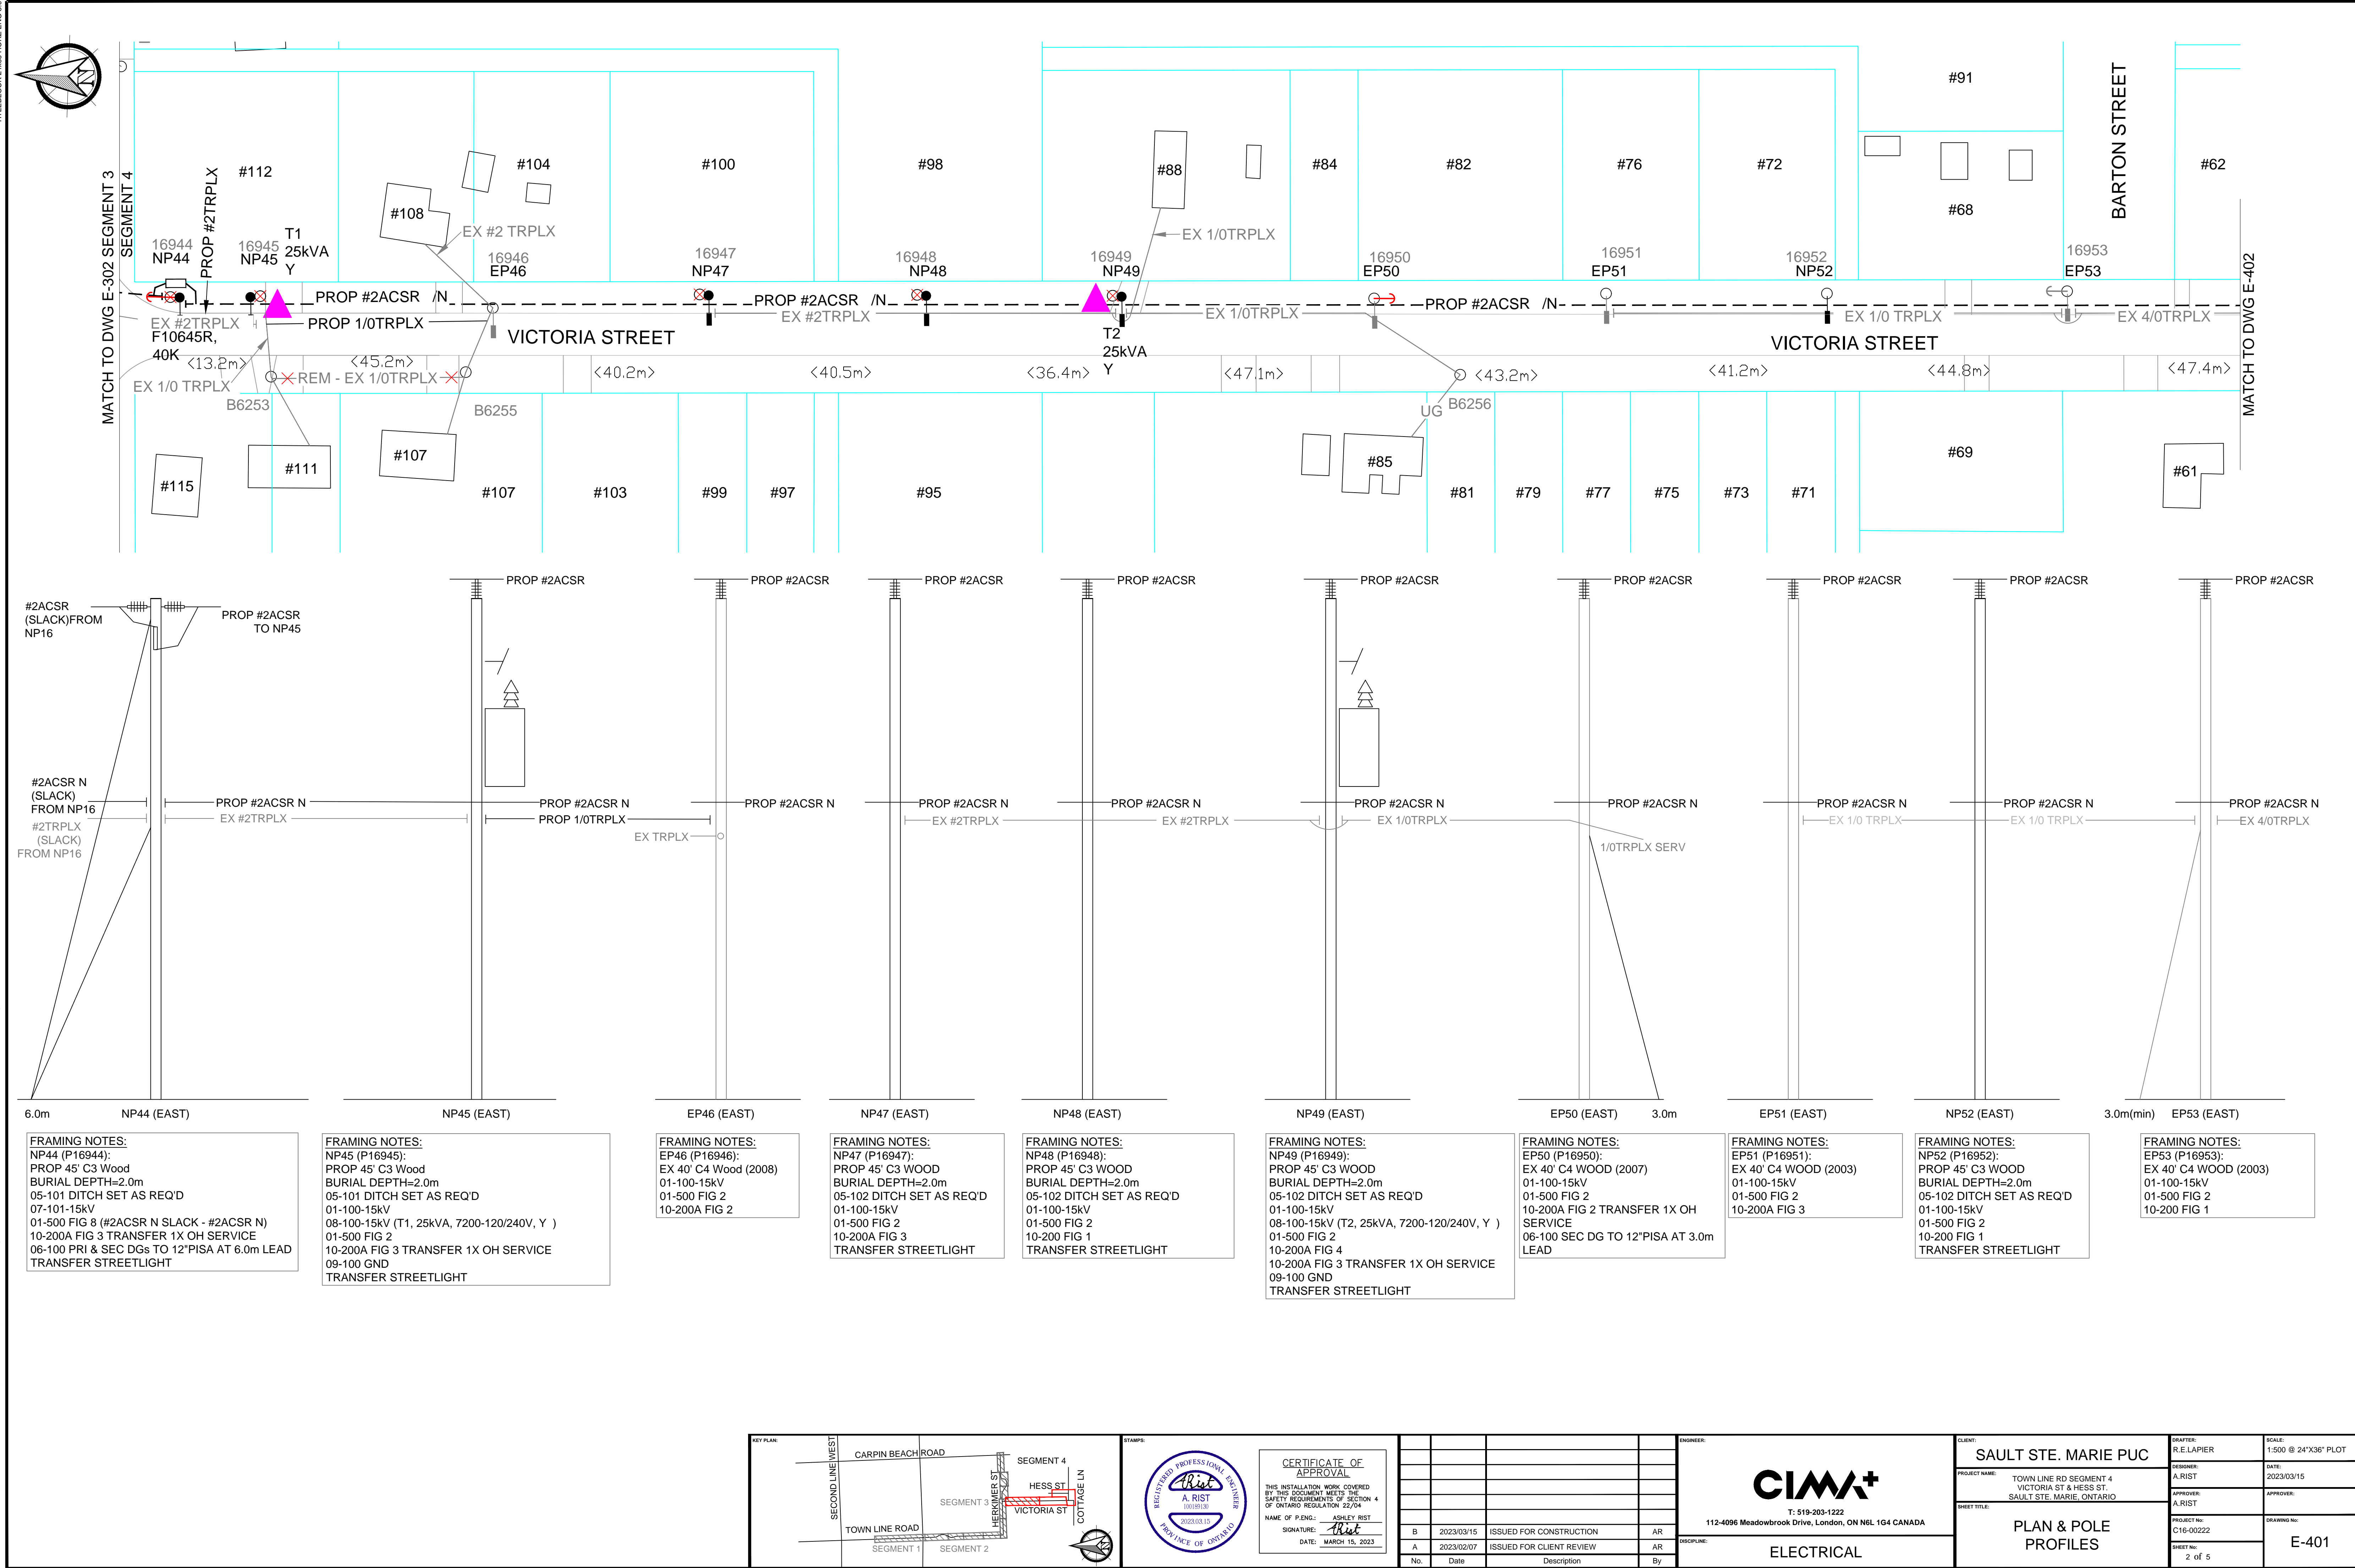 MATCH TO DWG E-302 SEGMENT 3
SEGMENT 4
#112
PROP #2TRPLX
16944
NP44
16945
NP45
T1
25kVA
Y
#108
#104
EX #2 TRPLX
16946
EP46
#100
16947
NP47
#98
16948
NP48
#88
EX 1/0TRPLX
16949
NP49
#84
#82
16950
EP50
#76
16951
EP51
#72
16952
NP52
#91
#68
BARTON STREET
16953
EP53
#62
MATCH TO DWG E-402
PROP #2ACSR /N
PROP #2ACSR /N
PROP #2ACSR /N
EX #2TRPLX
F10645R,
40K
PROP 1/0TRPLX
EX #2TRPLX
EX 1/0TRPLX
EX 1/0 TRPLX
EX 4/0TRPLX
VICTORIA STREET
VICTORIA STREET
T2
25kVA
Y
<13.2m>
<45.2m>
<40.2m>
<40.5m>
<36.4m>
<47.1m>
<43.2m>
<41.2m>
<44.8m>
<47.4m>
EX 1/0 TRPLX
REM - EX 1/0TRPLX
B6253
B6255
UG
B6256
#115
#111
#107
#107
#103
#99
#97
#95
#85
#81
#79
#77
#75
#73
#71
#69
#61
PROP #2ACSR
PROP #2ACSR
PROP #2ACSR
PROP #2ACSR
PROP #2ACSR
PROP #2ACSR
PROP #2ACSR
PROP #2ACSR
PROP #2ACSR
#2ACSR
(SLACK)FROM
NP16
PROP #2ACSR
TO NP45
#2ACSR N
(SLACK)
FROM NP16
#2TRPLX
(SLACK)
FROM NP16
PROP #2ACSR N
EX #2TRPLX
PROP #2ACSR N
PROP 1/0TRPLX
EX TRPLX
PROP #2ACSR N
PROP #2ACSR N
EX #2TRPLX
PROP #2ACSR N
EX #2TRPLX
PROP #2ACSR N
EX 1/0TRPLX
PROP #2ACSR N
1/0TRPLX SERV
PROP #2ACSR N
EX 1/0 TRPLX
PROP #2ACSR N
EX 1/0 TRPLX
PROP #2ACSR N
EX 4/0TRPLX
6.0m
NP44 (EAST)
NP45 (EAST)
EP46 (EAST)
NP47 (EAST)
NP48 (EAST)
NP49 (EAST)
EP50 (EAST)
3.0m
EP51 (EAST)
NP52 (EAST)
3.0m(min)
EP53 (EAST)
FRAMING NOTES:
NP44 (P16944):
PROP 45' C3 Wood
BURIAL DEPTH=2.0m
05-101 DITCH SET AS REQ'D
07-101-15kV
01-500 FIG 8 (#2ACSR N SLACK - #2ACSR N)
10-200A FIG 3 TRANSFER 1X OH SERVICE
06-100 PRI & SEC DGs TO 12"PISA AT 6.0m LEAD
TRANSFER STREETLIGHT
FRAMING NOTES:
NP45 (P16945):
PROP 45' C3 Wood
BURIAL DEPTH=2.0m
05-101 DITCH SET AS REQ'D
01-100-15kV
08-100-15kV (T1, 25kVA, 7200-120/240V, Y )
01-500 FIG 2
10-200A FIG 3 TRANSFER 1X OH SERVICE
09-100 GND
TRANSFER STREETLIGHT
FRAMING NOTES:
EP46 (P16946):
EX 40' C4 Wood (2008)
01-100-15kV
01-500 FIG 2
10-200A FIG 2
FRAMING NOTES:
NP47 (P16947):
PROP 45' C3 WOOD
BURIAL DEPTH=2.0m
05-102 DITCH SET AS REQ'D
01-100-15kV
01-500 FIG 2
10-200A FIG 3
TRANSFER STREETLIGHT
FRAMING NOTES:
NP48 (P16948):
PROP 45' C3 WOOD
BURIAL DEPTH=2.0m
05-102 DITCH SET AS REQ'D
01-100-15kV
01-500 FIG 2
10-200 FIG 1
TRANSFER STREETLIGHT
FRAMING NOTES:
NP49 (P16949):
PROP 45' C3 WOOD
BURIAL DEPTH=2.0m
05-102 DITCH SET AS REQ'D
01-100-15kV
08-100-15kV (T2, 25kVA, 7200-120/240V, Y )
01-500 FIG 2
10-200A FIG 4
10-200A FIG 3 TRANSFER 1X OH SERVICE
09-100 GND
TRANSFER STREETLIGHT
FRAMING NOTES:
EP50 (P16950):
EX 40' C4 WOOD (2007)
01-100-15kV
01-500 FIG 2
10-200A FIG 2 TRANSFER 1X OH
SERVICE
06-100 SEC DG TO 12"PISA AT 3.0m
LEAD
FRAMING NOTES:
EP51 (P16951):
EX 40' C4 WOOD (2003)
01-100-15kV
01-500 FIG 2
10-200A FIG 3
FRAMING NOTES:
NP52 (P16952):
PROP 45' C3 WOOD
BURIAL DEPTH=2.0m
05-102 DITCH SET AS REQ'D
01-100-15kV
01-500 FIG 2
10-200 FIG 1
TRANSFER STREETLIGHT
FRAMING NOTES:
EP53 (P16953):
EX 40' C4 WOOD (2003)
01-100-15kV
01-500 FIG 2
10-200 FIG 1
KEY PLAN:
SECOND LINE WEST
CARPIN BEACH ROAD
SEGMENT 4
HERKIMER ST
HESS ST
COTTAGE LN
SEGMENT 3
VICTORIA ST
TOWN LINE ROAD
SEGMENT 1
SEGMENT 2
N
STAMPS:
REGISTERED PROFESSIONAL ENGINEER
ARist
A. RIST
100189130
2023.03.15
PROVINCE OF ONTARIO
CERTIFICATE OF
APPROVAL
THIS INSTALLATION WORK COVERED
BY THIS DOCUMENT MEETS THE
SAFETY REQUIREMENTS OF SECTION 4
OF ONTARIO REGULATION 22/04
NAME OF P.ENG.: ASHLEY RIST
SIGNATURE: ARist
DATE: MARCH 15, 2023
B 2023/03/15 ISSUED FOR CONSTRUCTION AR
A 2023/02/07 ISSUED FOR CLIENT REVIEW AR
No. Date Description By
ENGINEER:
CIMA+
T: 519-203-1222
112-4096 Meadowbrook Drive, London, ON N6L 1G4 CANADA
DISCIPLINE:
ELECTRICAL
CLIENT:
SAULT STE. MARIE PUC
PROJECT NAME:
TOWN LINE RD SEGMENT 4
VICTORIA ST & HESS ST.
SAULT STE. MARIE, ONTARIO
SHEET TITLE:
PLAN & POLE
PROFILES
DRAFTER:
R.E.LAPIER
SCALE:
1:500 @ 24"X36" PLOT
DESIGNER:
A.RIST
DATE:
2023/03/15
APPROVER:
A.RIST
APPROVER:
PROJECT No:
C16-00222
DRAWING No:
E-401
SHEET No:
2 of 5